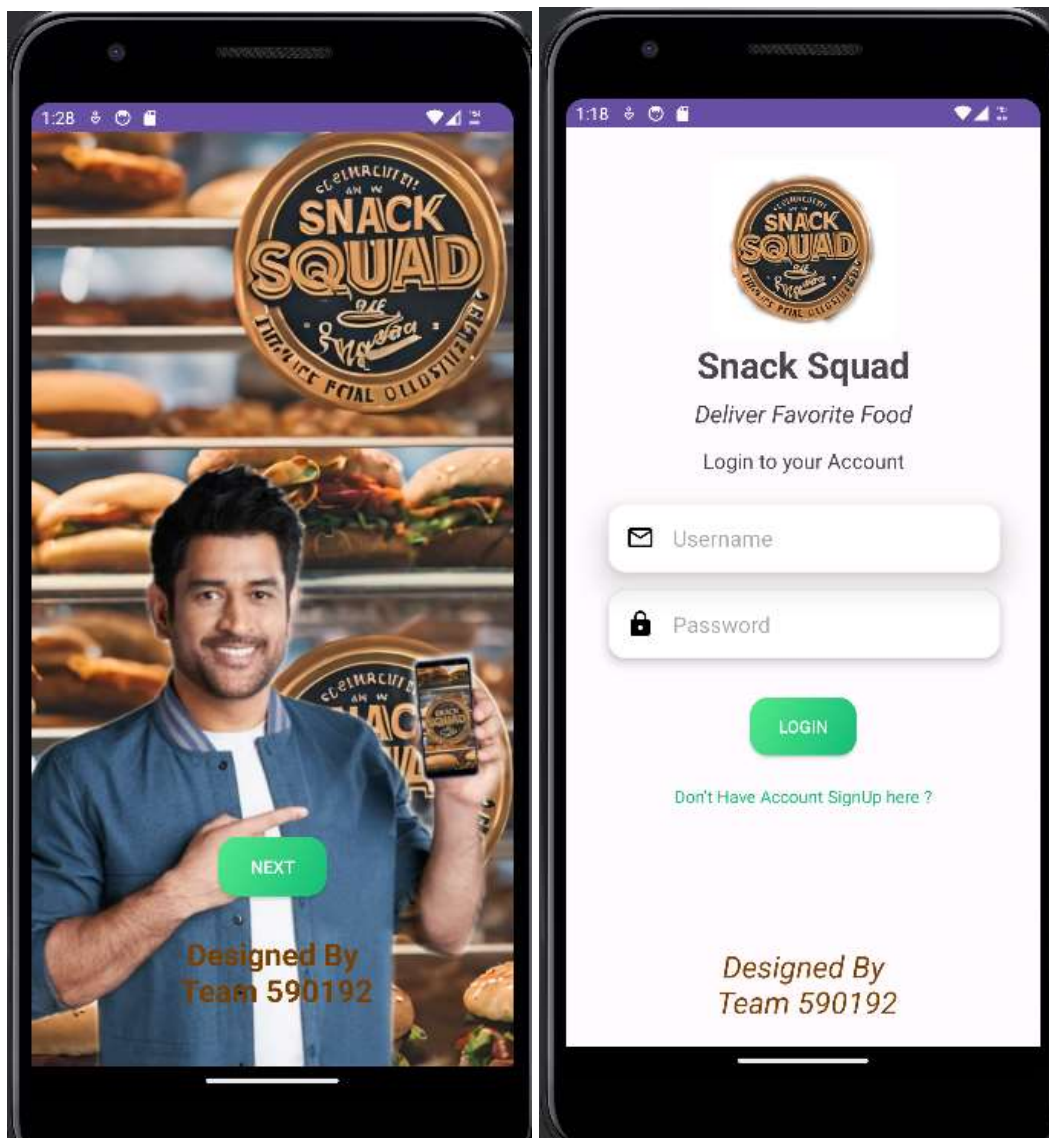 1:28
SNACK
SQUAD
NEXT
Designed By
Team 590192
1:18
SNACK
SQUAD
Snack Squad
Deliver Favorite Food
Login to your Account
Username
Password
LOGIN
Don't Have Account SignUp here ?
Designed By
Team 590192